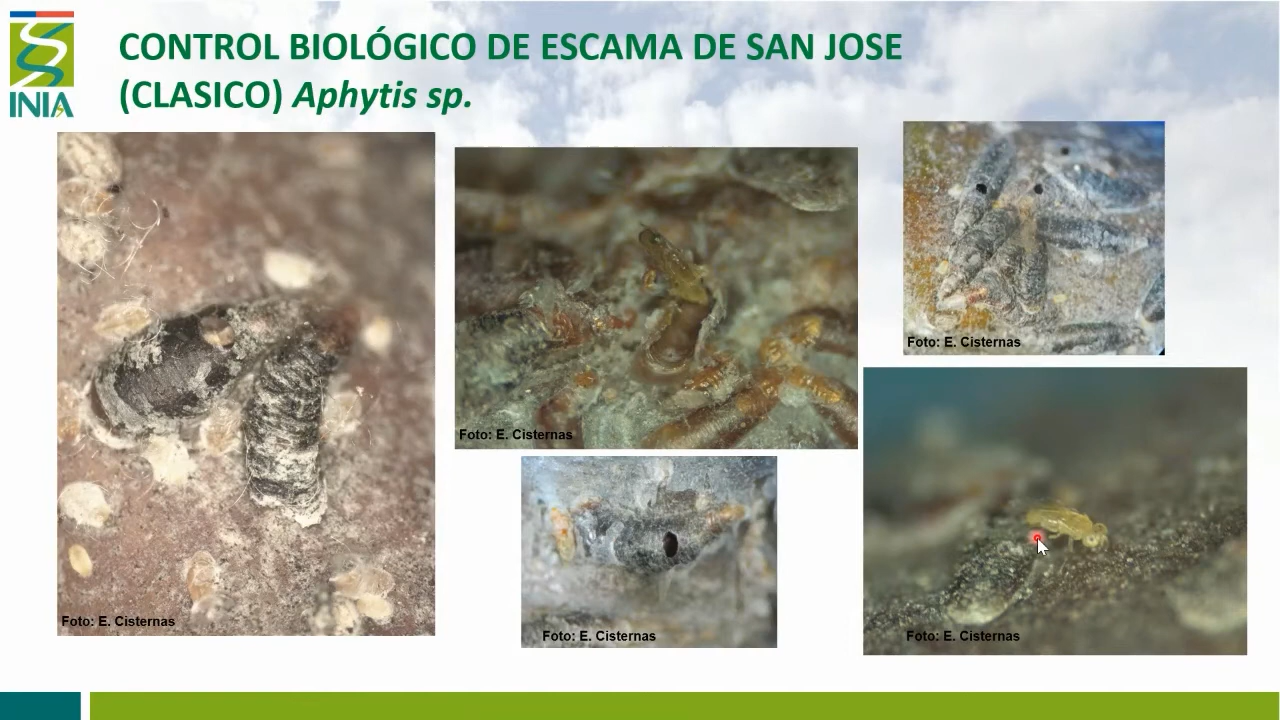 INIA
CONTROL BIOLÓGICO DE ESCAMA DE SAN JOSE
(CLASICO) Aphytis sp.
Foto: E. Cisternas
Foto: E. Cisternas
Foto: E. Cisternas
Foto: E. Cisternas
Foto: E. Cisternas